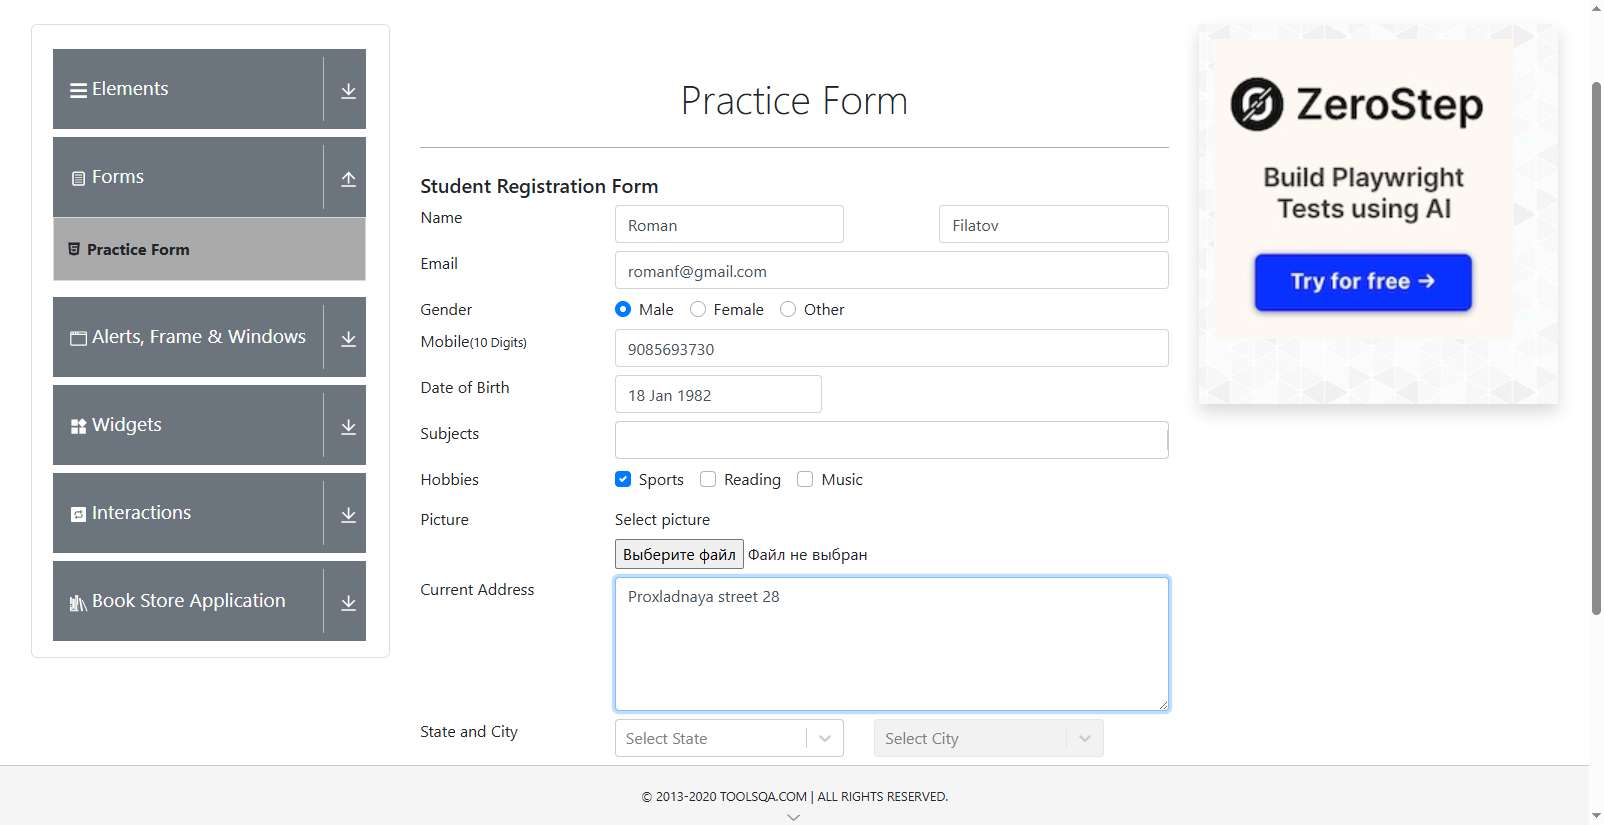 Elements
Forms
Practice Form
Alerts, Frame & Windows
Widgets
Interactions
Book Store Application
Practice Form
Student Registration Form
Name Roman Filatov
Email romanf@gmail.com
Gender Male Female Other
Mobile(10 Digits) 9085693730
Date of Birth 18 Jan 1982
Subjects
Hobbies Sports Reading Music
Picture Select picture
Выберите файл Файл не выбран
Current Address Proxladnaya street 28
State and City Select State Select City
ZeroStep
Build Playwright
Tests using AI
Try for free →
© 2013-2020 TOOLSQA.COM | ALL RIGHTS RESERVED.